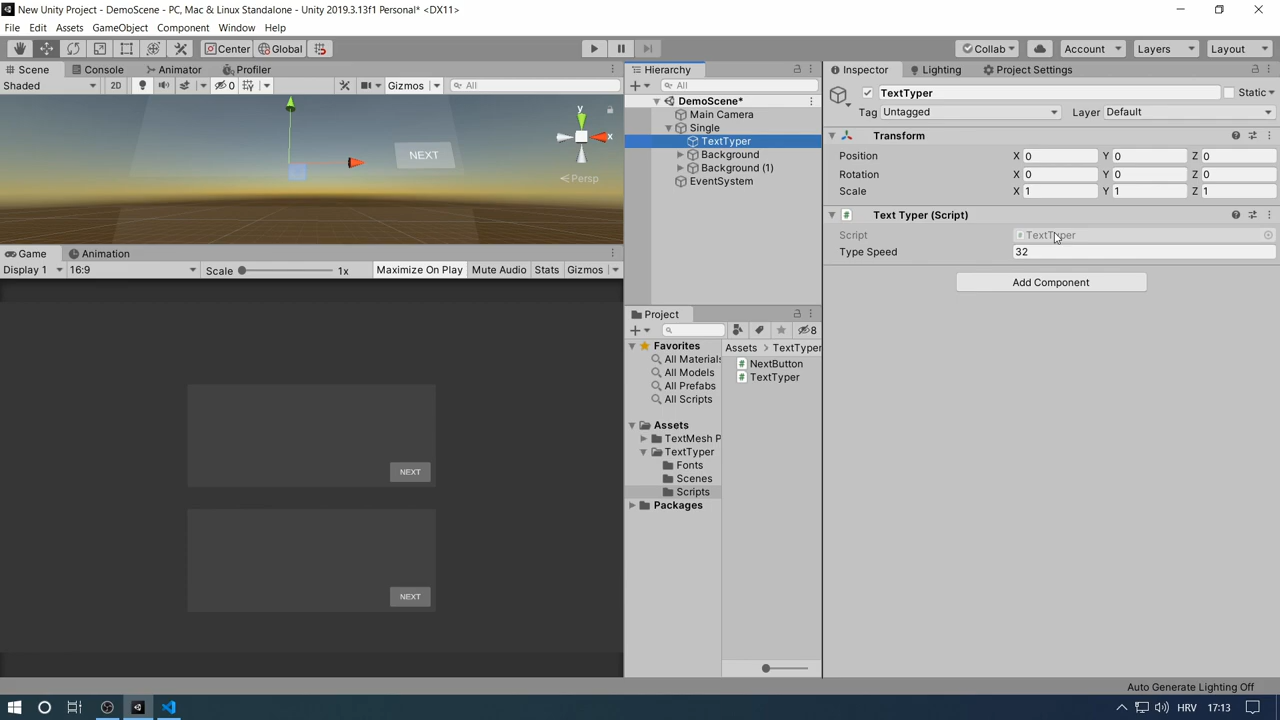 New Unity Project - DemoScene - PC, Mac & Linux Standalone - Unity 2019.3.13f1 Personal* <DX11>
File Edit Assets GameObject Component Window Help
Center Global Collab Account Layers Layout
Scene Console Animator Profiler
Shaded 2D 0 Gizmos All
y
x
NEXT
Persp
Game Animation
Display 1 16:9 Scale 1x Maximize On Play Mute Audio Stats Gizmos
NEXT
NEXT
Hierarchy
All
DemoScene*
Main Camera
Single
TextTyper
Background
Background (1)
EventSystem
Project
8
Favorites
All Materials
All Models
All Prefabs
All Scripts
Assets
TextMesh P
TextTyper
Fonts
Scenes
Scripts
Packages
Assets > TextTyper
NextButton
TextTyper
Inspector Lighting Project Settings
TextTyper Static
Tag Untagged Layer Default
Transform
Position X 0 Y 0 Z 0
Rotation X 0 Y 0 Z 0
Scale X 1 Y 1 Z 1
Text Typer (Script)
Script TextTyper
Type Speed 32
Add Component
Auto Generate Lighting Off
HRV 17:13